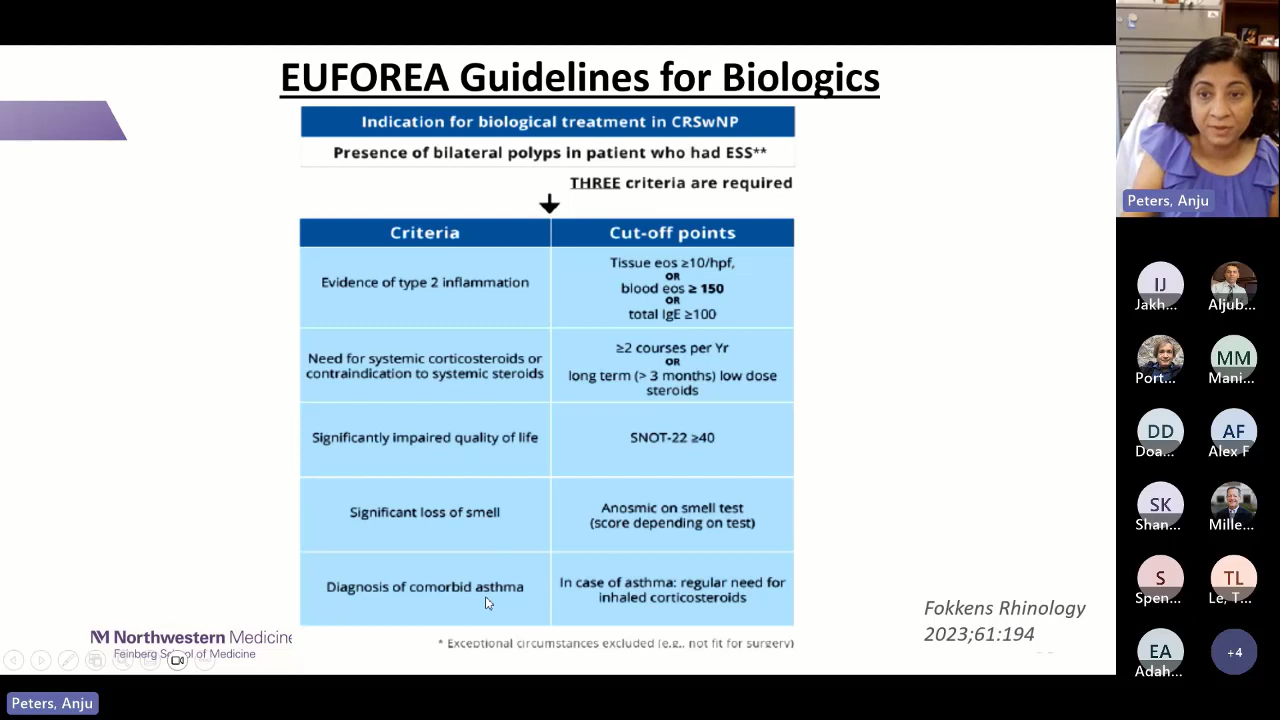 EUFOREA Guidelines for Biologics
Indication for biological treatment in CRSwNP
Presence of bilateral polyps in patient who had ESS**
THREE criteria are required
Criteria
Cut-off points
Evidence of type 2 inflammation
Tissue eos ≥10/hpf,
OR
blood eos ≥ 150
OR
total IgE ≥100
Need for systemic corticosteroids or
contraindication to systemic steroids
≥2 courses per Yr
OR
long term (> 3 months) low dose
steroids
Significantly impaired quality of life
SNOT-22 ≥40
Significant loss of smell
Anosmic on smell test
(score depending on test)
Diagnosis of comorbid asthma
In case of asthma: regular need for
inhaled corticosteroids
* Exceptional circumstances excluded (e.g., not fit for surgery)
Fokkens Rhinology
2023;61:194
M Northwestern Medicine
Feinberg School of Medicine
Peters, Anju
Peters, Anju
IJ
Jakh...
Aljub...
Port...
MM
Mani...
DD
Doa...
AF
Alex F
SK
Shan...
Mille...
S
Spen...
TL
Le, T...
EA
Adah...
+4